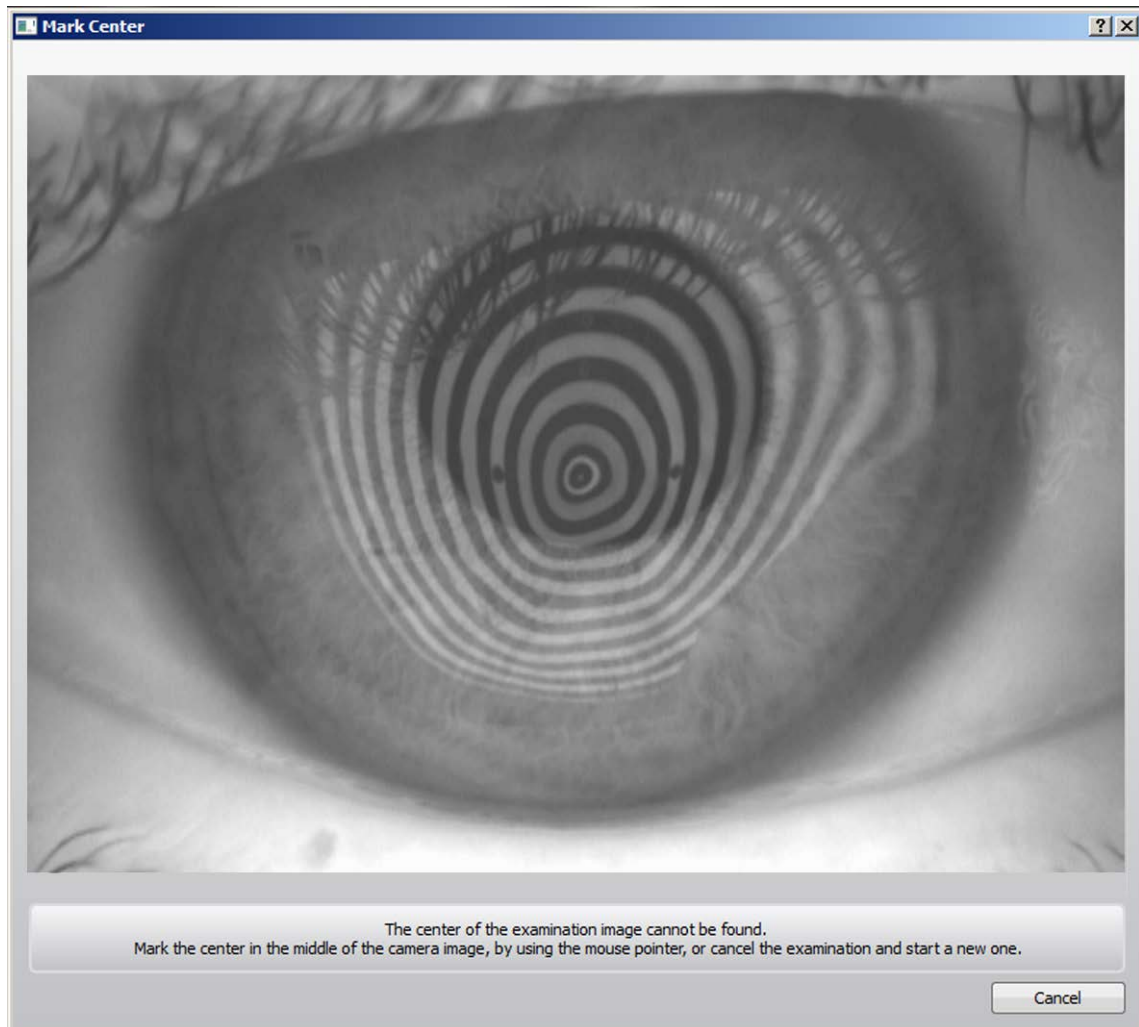 Mark Center
The center of the examination image cannot be found.
Mark the center in the middle of the camera image, by using the mouse pointer, or cancel the examination and start a new one.
Cancel